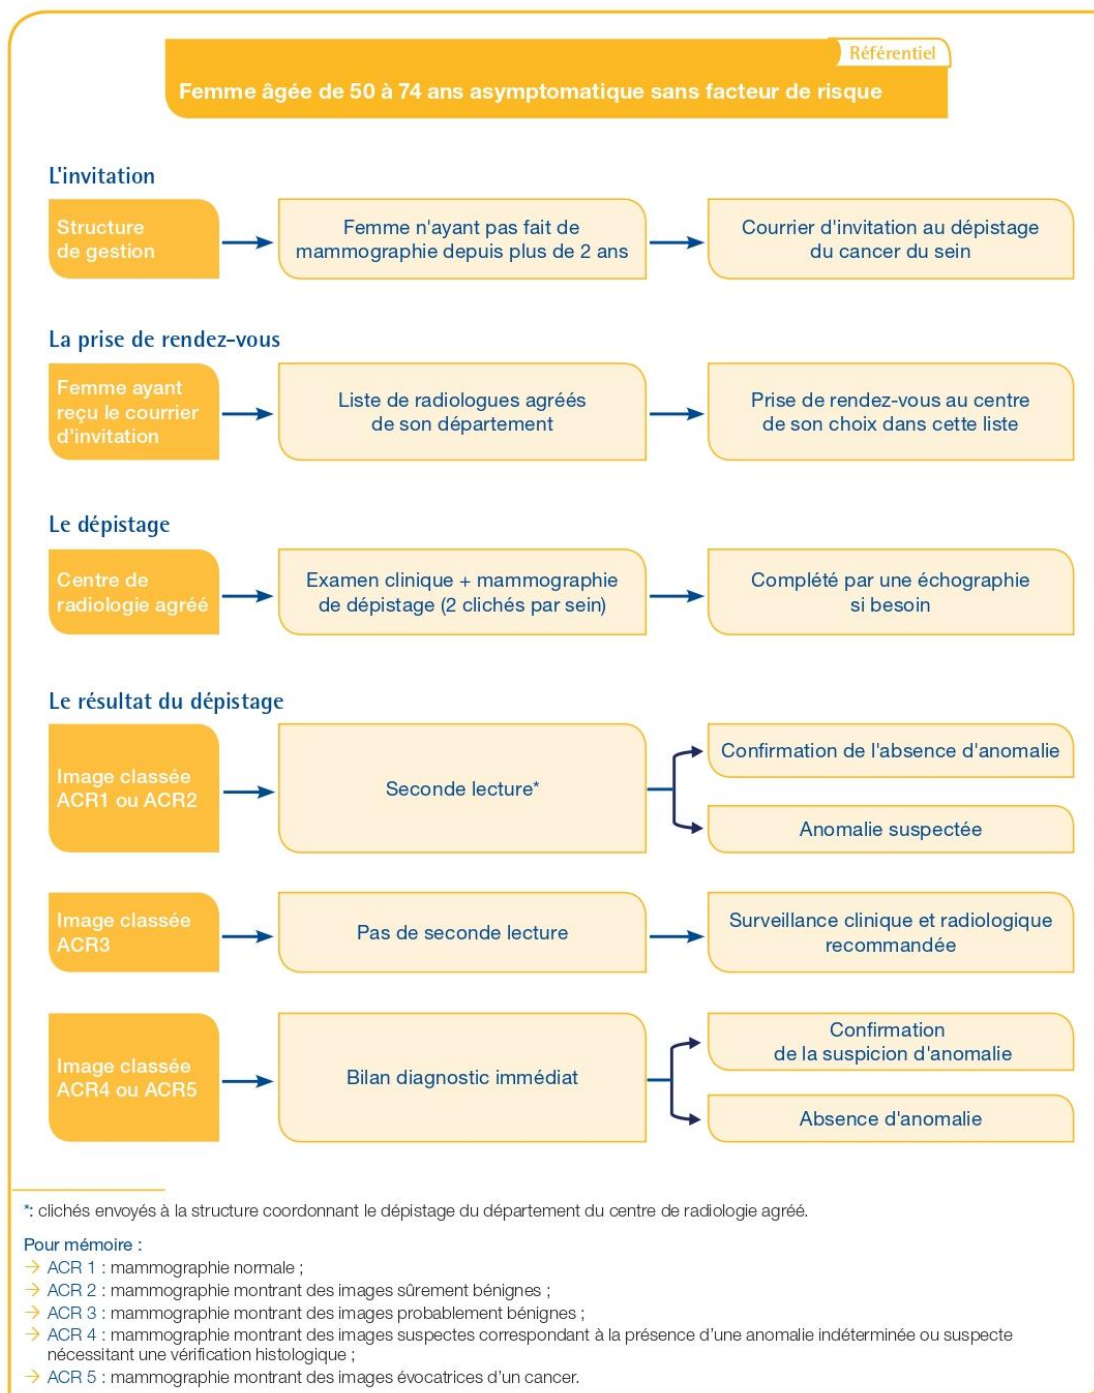 Référentiel
Femme âgée de 50 à 74 ans asymptomatique sans facteur de risque
L'invitation
Structure
de gestion
Femme n'ayant pas fait de
mammographie depuis plus de 2 ans
Courrier d'invitation au dépistage
du cancer du sein
La prise de rendez-vous
Femme ayant
reçu le courrier
d'invitation
Liste de radiologues agréés
de son département
Prise de rendez-vous au centre
de son choix dans cette liste
Le dépistage
Centre de
radiologie agréé
Examen clinique + mammographie
de dépistage (2 clichés par sein)
Complété par une échographie
si besoin
Le résultat du dépistage
Image classée
ACR1 ou ACR2
Seconde lecture*
Confirmation de l'absence d'anomalie
Anomalie suspectée
Image classée
ACR3
Pas de seconde lecture
Surveillance clinique et radiologique
recommandée
Image classée
ACR4 ou ACR5
Bilan diagnostic immédiat
Confirmation
de la suspicion d'anomalie
Absence d'anomalie
*: clichés envoyés à la structure coordonnant le dépistage du département du centre de radiologie agréé.
Pour mémoire :
→ ACR 1 : mammographie normale ;
→ ACR 2 : mammographie montrant des images sûrement bénignes ;
→ ACR 3 : mammographie montrant des images probablement bénignes ;
→ ACR 4 : mammographie montrant des images suspectes correspondant à la présence d'une anomalie indéterminée ou suspecte
nécessitant une vérification histologique ;
→ ACR 5 : mammographie montrant des images évocatrices d'un cancer.